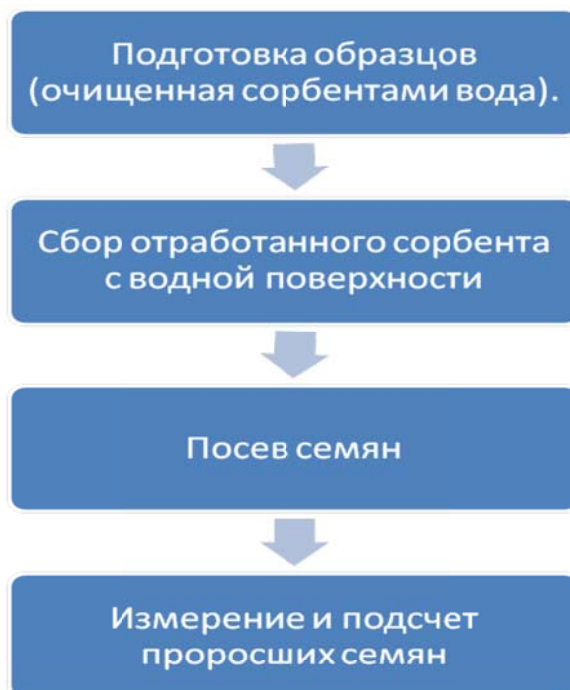 Подготовка образцов
(очищенная сорбентами вода).
Сбор отработанного сорбента
с водной поверхности
Посев семян
Измерение и подсчет
проросших семян